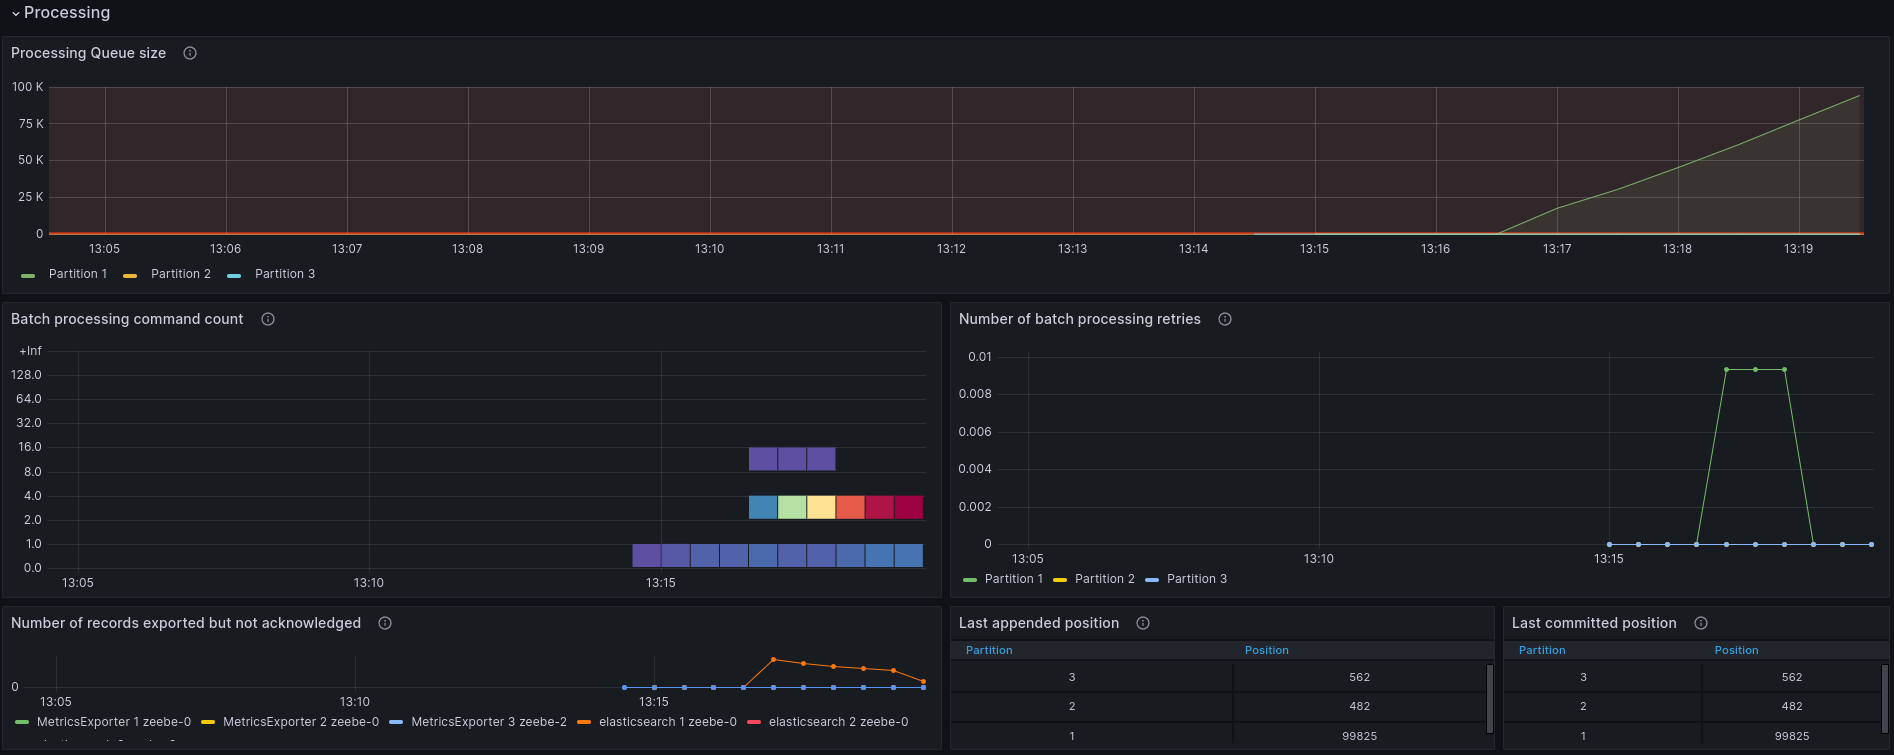 Processing
Processing Queue size
100 K
75 K
50 K
25 K
0
13:05 13:06 13:07 13:08 13:09 13:10 13:11 13:12 13:13 13:14 13:15 13:16 13:17 13:18 13:19
Partition 1 Partition 2 Partition 3
Batch processing command count
+Inf
128.0
64.0
32.0
16.0
8.0
4.0
2.0
1.0
0.0
13:05 13:10 13:15
Number of batch processing retries
0.01
0.008
0.006
0.004
0.002
0
13:05 13:10 13:15
Partition 1 Partition 2 Partition 3
Number of records exported but not acknowledged
0
13:05 13:10 13:15
MetricsExporter 1 zeebe-0 MetricsExporter 2 zeebe-0 MetricsExporter 3 zeebe-2 elasticsearch 1 zeebe-0 elasticsearch 2 zeebe-0
Last appended position
Partition Position
3 562
2 482
1 99825
Last committed position
Partition Position
3 562
2 482
1 99825